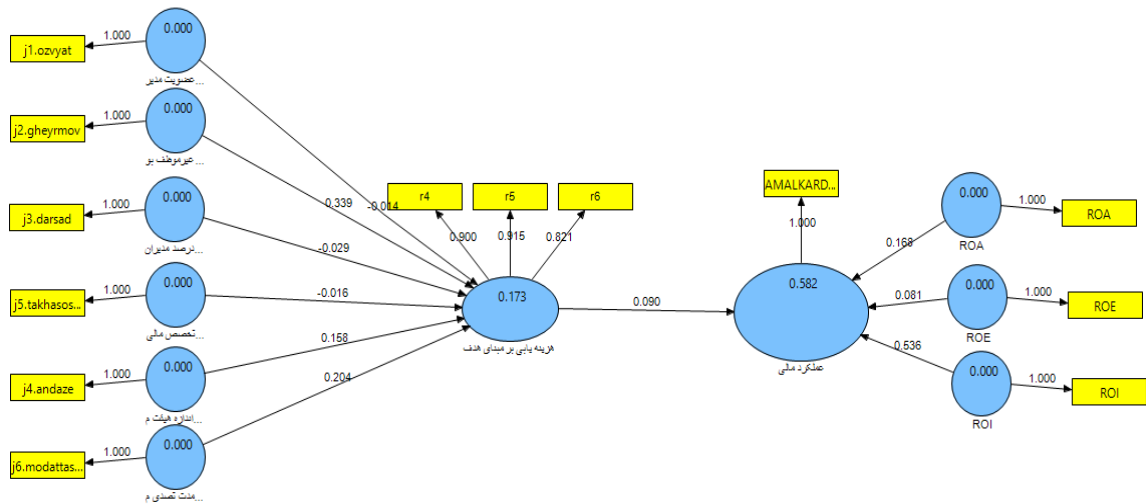 j1.ozvyat
1.000
0.000
...عضویت مدیر
j2.gheyrmov
1.000
0.000
...غیرموظف بو
j3.darsad
1.000
0.000
...درصد مدیران
j5.takhasos...
1.000
0.000
...تخصص مالی
j4.andaze
1.000
0.000
...اندازه هیئت م
j6.modattas...
1.000
0.000
...مدت تصدی م
-0.014
0.339
-0.029
-0.016
0.158
0.204
r4
r5
r6
0.900
0.915
0.821
0.173
هزینه یابی بر مبنای هدف
0.090
AMALKARD...
1.000
0.582
عملکرد مالی
0.168
0.081
0.536
0.000
ROA
1.000
ROA
0.000
ROE
1.000
ROE
0.000
ROI
1.000
ROI